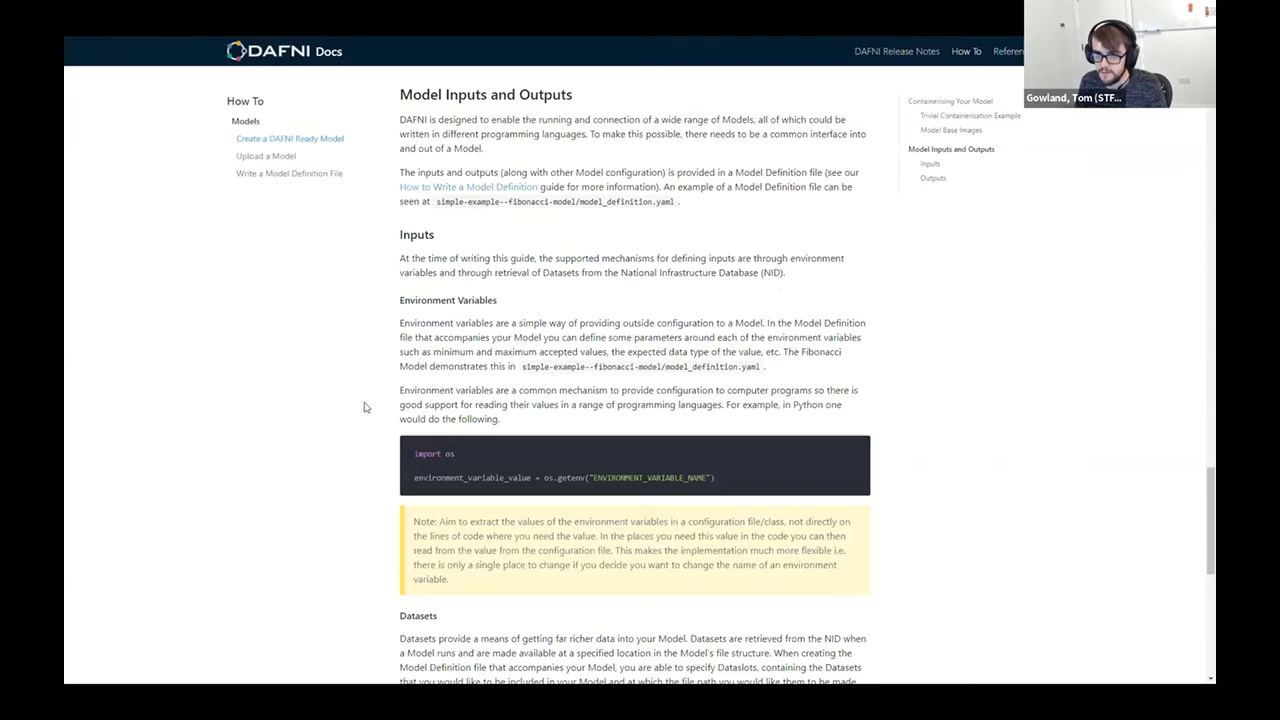 DAFNI Docs
DAFNI Release Notes
How To
Referen
Gowland, Tom (STF...
How To
Models
Create a DAFNI Ready Model
Upload a Model
Write a Model Definition File
Model Inputs and Outputs
DAFNI is designed to enable the running and connection of a wide range of Models, all of which could be
written in different programming languages. To make this possible, there needs to be a common interface into
and out of a Model.
The inputs and outputs (along with other Model configuration) is provided in a Model Definition file (see our
How to Write a Model Definition guide for more information). An example of a Model Definition file can be
seen at simple-example--fibonacci-model/model_definition.yaml .
Inputs
At the time of writing this guide, the supported mechanisms for defining inputs are through environment
variables and through retrieval of Datasets from the National Infrastructure Database (NID).
Environment Variables
Environment variables are a simple way of providing outside configuration to a Model. In the Model Definition
file that accompanies your Model you can define some parameters around each of the environment variables
such as minimum and maximum accepted values, the expected data type of the value, etc. The Fibonacci
Model demonstrates this in simple-example--fibonacci-model/model_definition.yaml .
Environment variables are a common mechanism to provide configuration to computer programs so there is
good support for reading their values in a range of programming languages. For example, in Python one
would do the following.
import os
environment_variable_value = os.getenv("ENVIRONMENT_VARIABLE_NAME")
Note: Aim to extract the values of the environment variables in a configuration file/class, not directly on
the lines of code where you need the value. In the places you need this value in the code you can then
read from the value from the configuration file. This makes the implementation much more flexible i.e.
there is only a single place to change if you decide you want to change the name of an environment
variable.
Datasets
Datasets provide a means of getting far richer data into your Model. Datasets are retrieved from the NID when
a Model runs and are made available at a specified location in the Model's file structure. When creating the
Model Definition file that accompanies your Model, you are able to specify Dataslots, containing the Datasets
that you would like to be included in your Model and at which the file path you would like them to be made
Containerising Your Model
Trivial Containerisation Example
Model Base Images
Model Inputs and Outputs
Inputs
Outputs